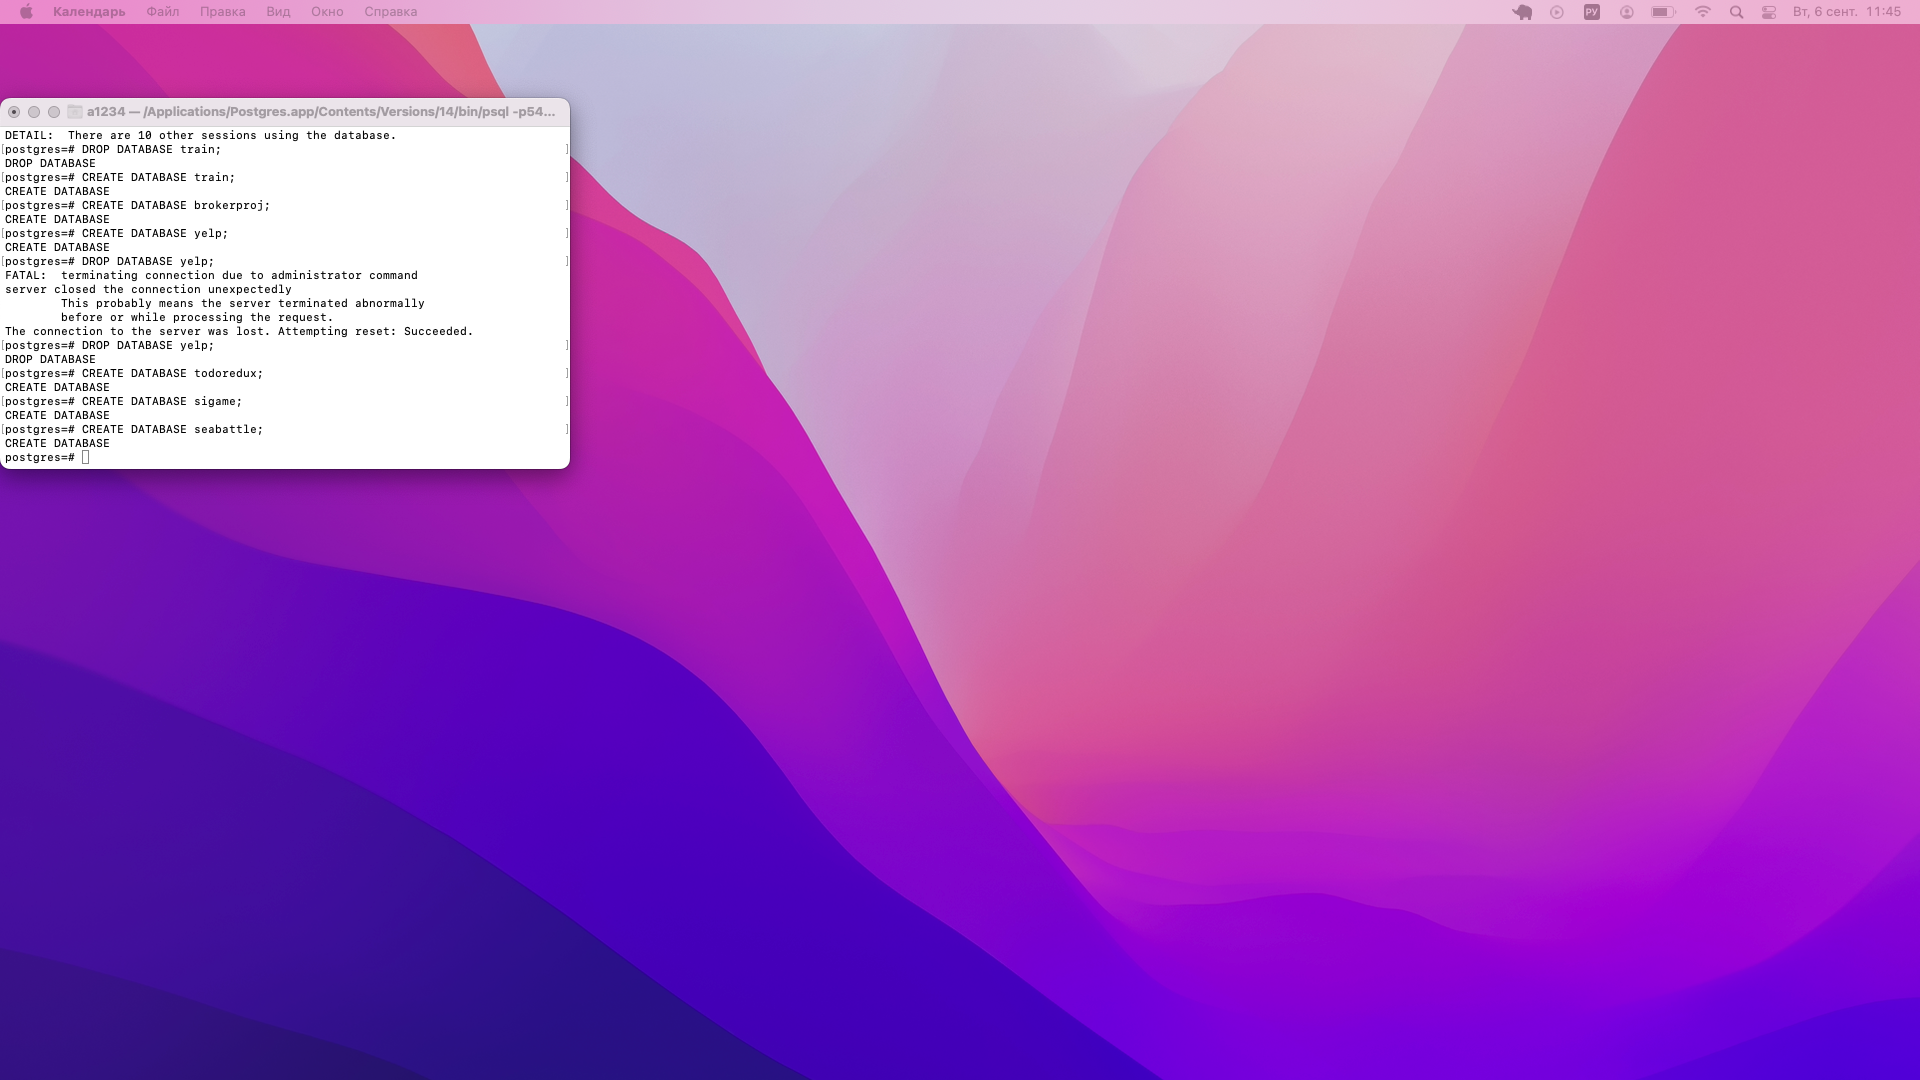 Календарь Файл Правка Вид Окно Справка РУ Вт, 6 сент. 11:45
a1234 — /Applications/Postgres.app/Contents/Versions/14/bin/psql -p54...
DETAIL:  There are 10 other sessions using the database.
[postgres=# DROP DATABASE train; ]
DROP DATABASE
[postgres=# CREATE DATABASE train; ]
CREATE DATABASE
[postgres=# CREATE DATABASE brokerproj; ]
CREATE DATABASE
[postgres=# CREATE DATABASE yelp; ]
CREATE DATABASE
[postgres=# DROP DATABASE yelp; ]
FATAL:  terminating connection due to administrator command
server closed the connection unexpectedly
This probably means the server terminated abnormally
before or while processing the request.
The connection to the server was lost. Attempting reset: Succeeded.
[postgres=# DROP DATABASE yelp; ]
DROP DATABASE
[postgres=# CREATE DATABASE todoredux; ]
CREATE DATABASE
[postgres=# CREATE DATABASE sigame; ]
CREATE DATABASE
[postgres=# CREATE DATABASE seabattle; ]
CREATE DATABASE
postgres=#